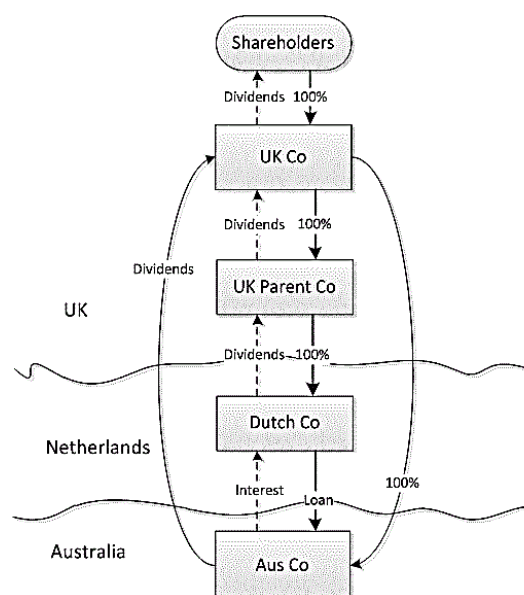 Shareholders
Dividends 100%
UK Co
Dividends 100%
Dividends
UK Parent Co
UK
Dividends 100%
Dutch Co
Netherlands
Interest Loan 100%
Australia
Aus Co